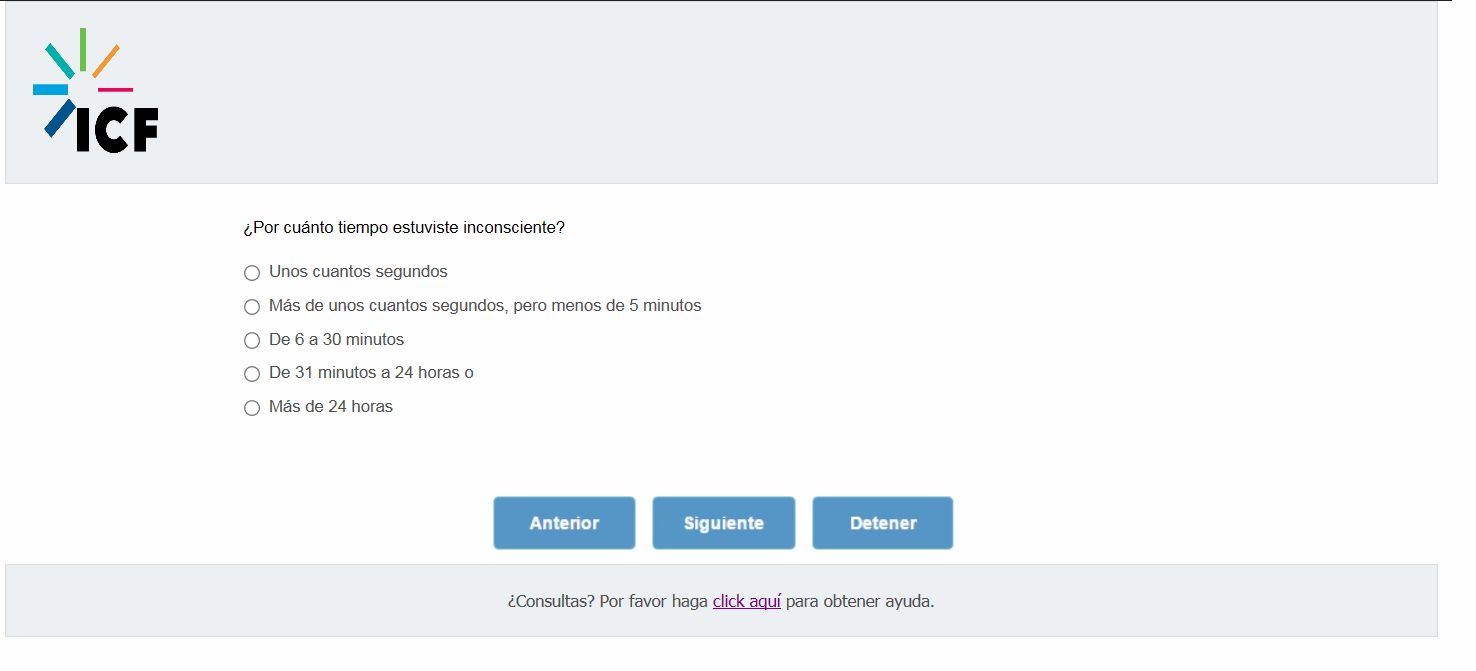 ICF
¿Por cuánto tiempo estuviste inconsciente?
Unos cuantos segundos
Más de unos cuantos segundos, pero menos de 5 minutos
De 6 a 30 minutos
De 31 minutos a 24 horas o
Más de 24 horas
Anterior Siguiente Detener
¿Consultas? Por favor haga click aquí para obtener ayuda.